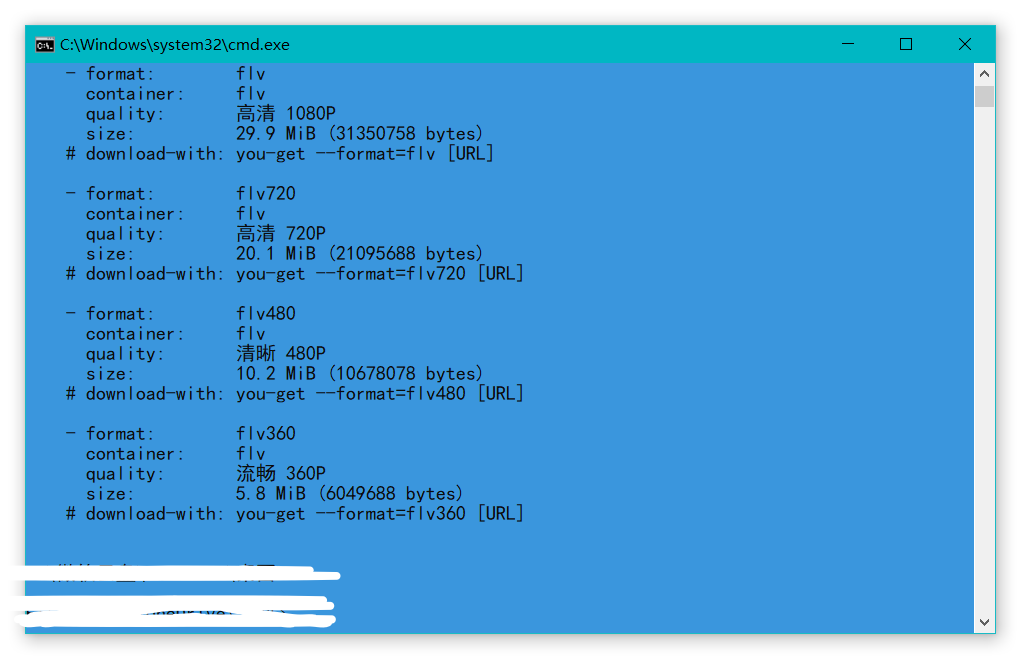 C:\Windows\system32\cmd.exe
- format: flv
container: flv
quality: 高清 1080P
size: 29.9 MiB (31350758 bytes)
# download-with: you-get --format=flv [URL]
- format: flv720
container: flv
quality: 高清 720P
size: 20.1 MiB (21095688 bytes)
# download-with: you-get --format=flv720 [URL]
- format: flv480
container: flv
quality: 清晰 480P
size: 10.2 MiB (10678078 bytes)
# download-with: you-get --format=flv480 [URL]
- format: flv360
container: flv
quality: 流畅 360P
size: 5.8 MiB (6049688 bytes)
# download-with: you-get --format=flv360 [URL]